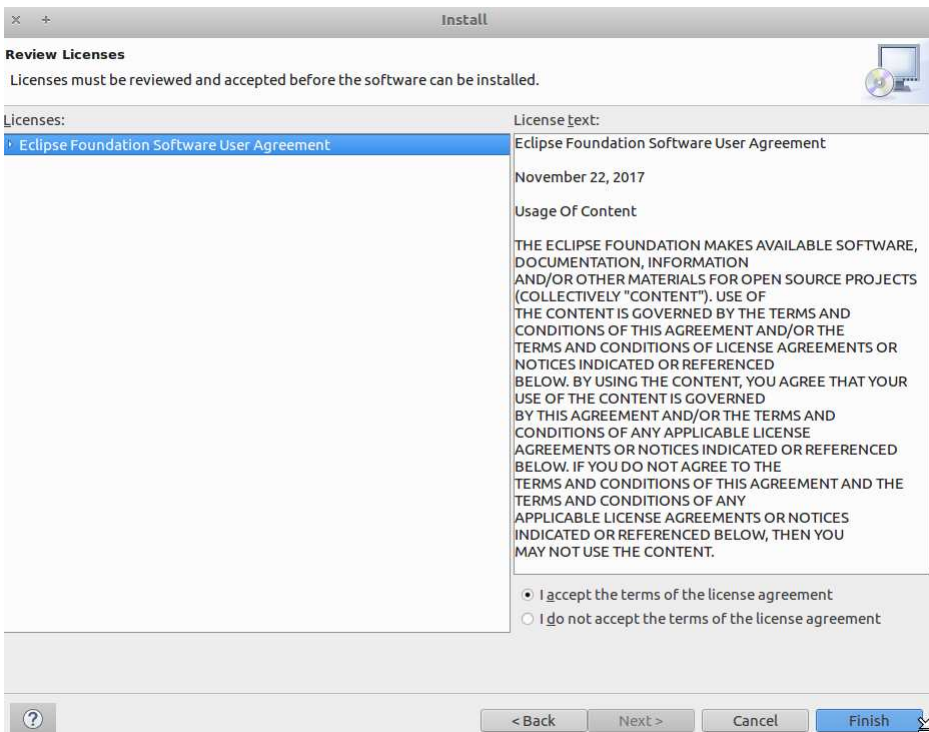 Install
Review Licenses
Licenses must be reviewed and accepted before the software can be installed.
Licenses:
Eclipse Foundation Software User Agreement
License text:
Eclipse Foundation Software User Agreement
November 22, 2017
Usage Of Content
THE ECLIPSE FOUNDATION MAKES AVAILABLE SOFTWARE,
DOCUMENTATION, INFORMATION
AND/OR OTHER MATERIALS FOR OPEN SOURCE PROJECTS
(COLLECTIVELY "CONTENT"). USE OF
THE CONTENT IS GOVERNED BY THE TERMS AND
CONDITIONS OF THIS AGREEMENT AND/OR THE
TERMS AND CONDITIONS OF LICENSE AGREEMENTS OR
NOTICES INDICATED OR REFERENCED
BELOW. BY USING THE CONTENT, YOU AGREE THAT YOUR
USE OF THE CONTENT IS GOVERNED
BY THIS AGREEMENT AND/OR THE TERMS AND
CONDITIONS OF ANY APPLICABLE LICENSE
AGREEMENTS OR NOTICES INDICATED OR REFERENCED
BELOW. IF YOU DO NOT AGREE TO THE
TERMS AND CONDITIONS OF THIS AGREEMENT AND THE
TERMS AND CONDITIONS OF ANY
APPLICABLE LICENSE AGREEMENTS OR NOTICES
INDICATED OR REFERENCED BELOW, THEN YOU
MAY NOT USE THE CONTENT.
I accept the terms of the license agreement
I do not accept the terms of the license agreement
? < Back Next > Cancel Finish